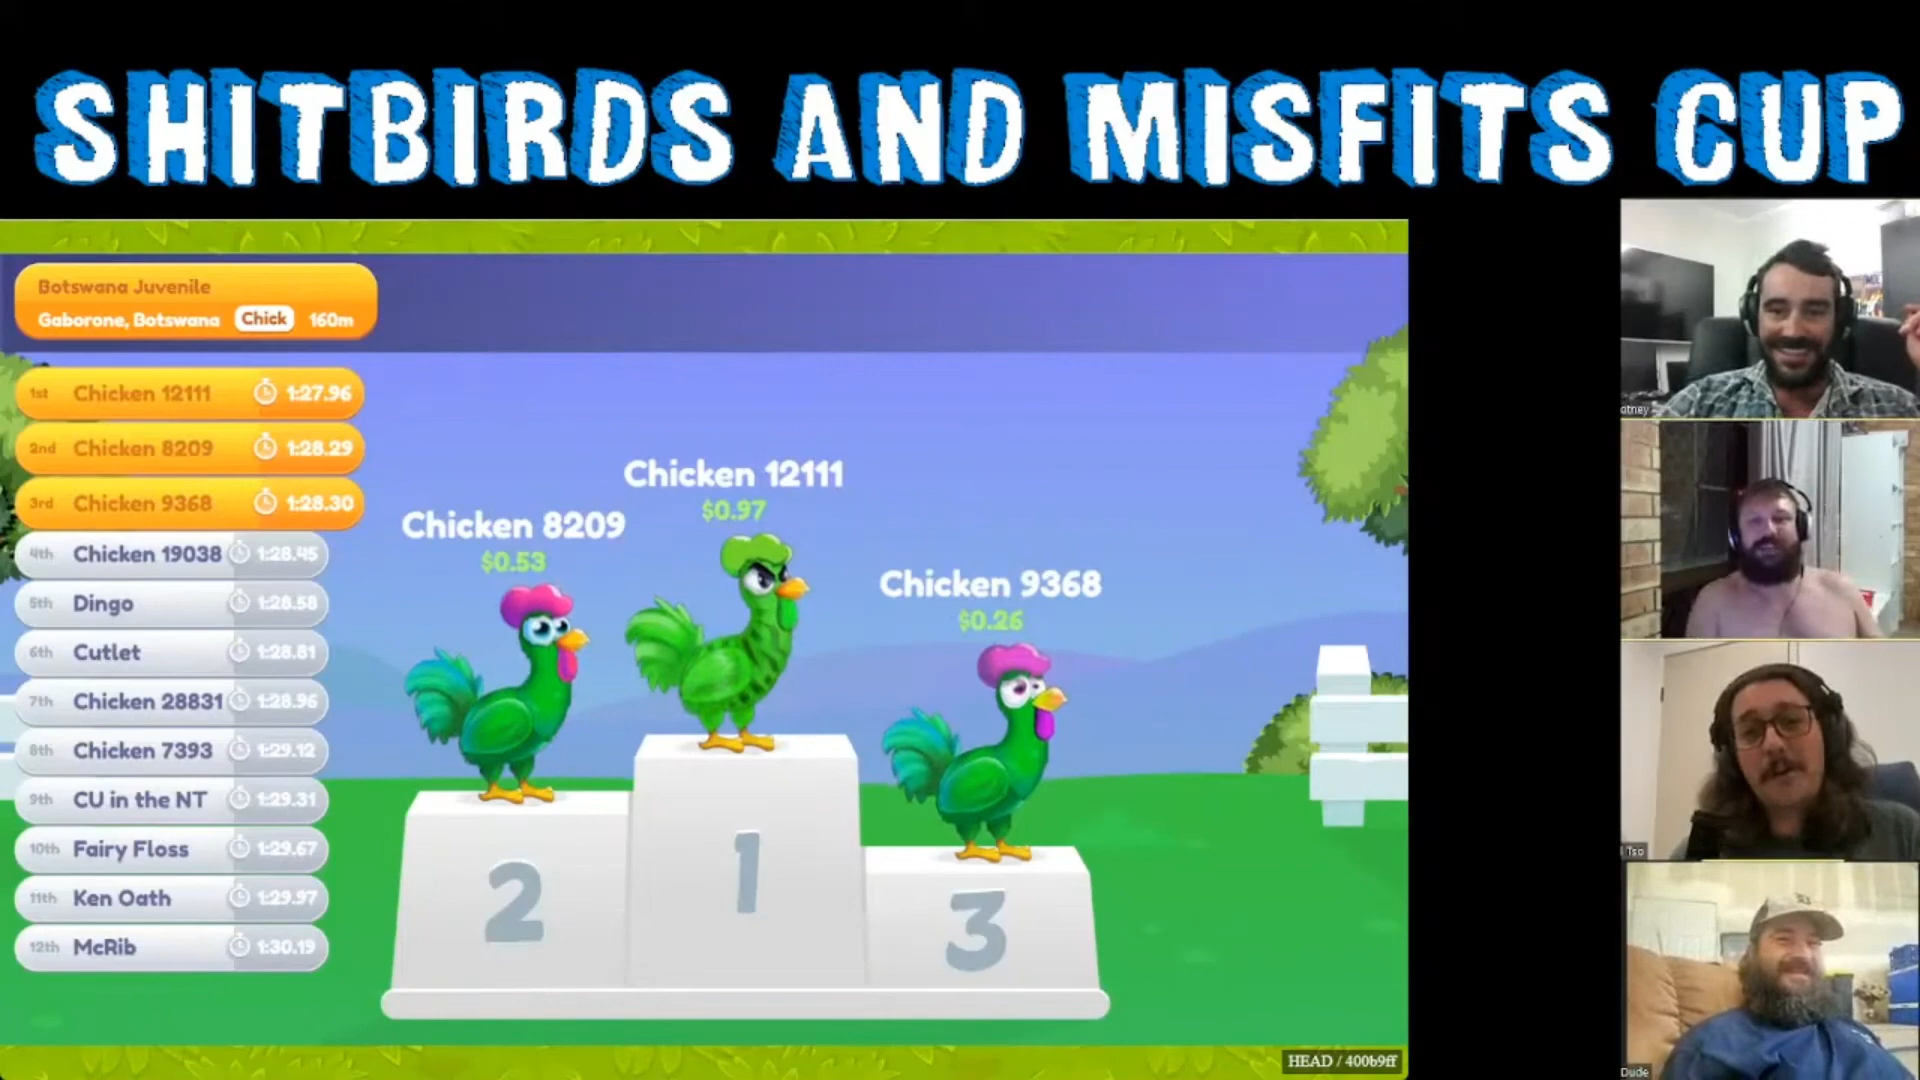 SHITBIRDS AND MISFITS CUP
Botswana Juvenile
Gaborone, Botswana Chick 160m
1st Chicken 12111 1:27.96
2nd Chicken 8209 1:28.29
3rd Chicken 9368 1:28.30
4th Chicken 19038 1:28.45
5th Dingo 1:28.58
6th Cutlet 1:28.81
7th Chicken 28831 1:28.96
8th Chicken 7393 1:29.12
9th CU in the NT 1:29.31
10th Fairy Floss 1:29.67
11th Ken Oath 1:29.97
12th McRib 1:30.19
Chicken 12111
$0.97
Chicken 8209
$0.53
Chicken 9368
$0.26
2
1
3
HEAD / 400b9ff
atney
Tso
Dude